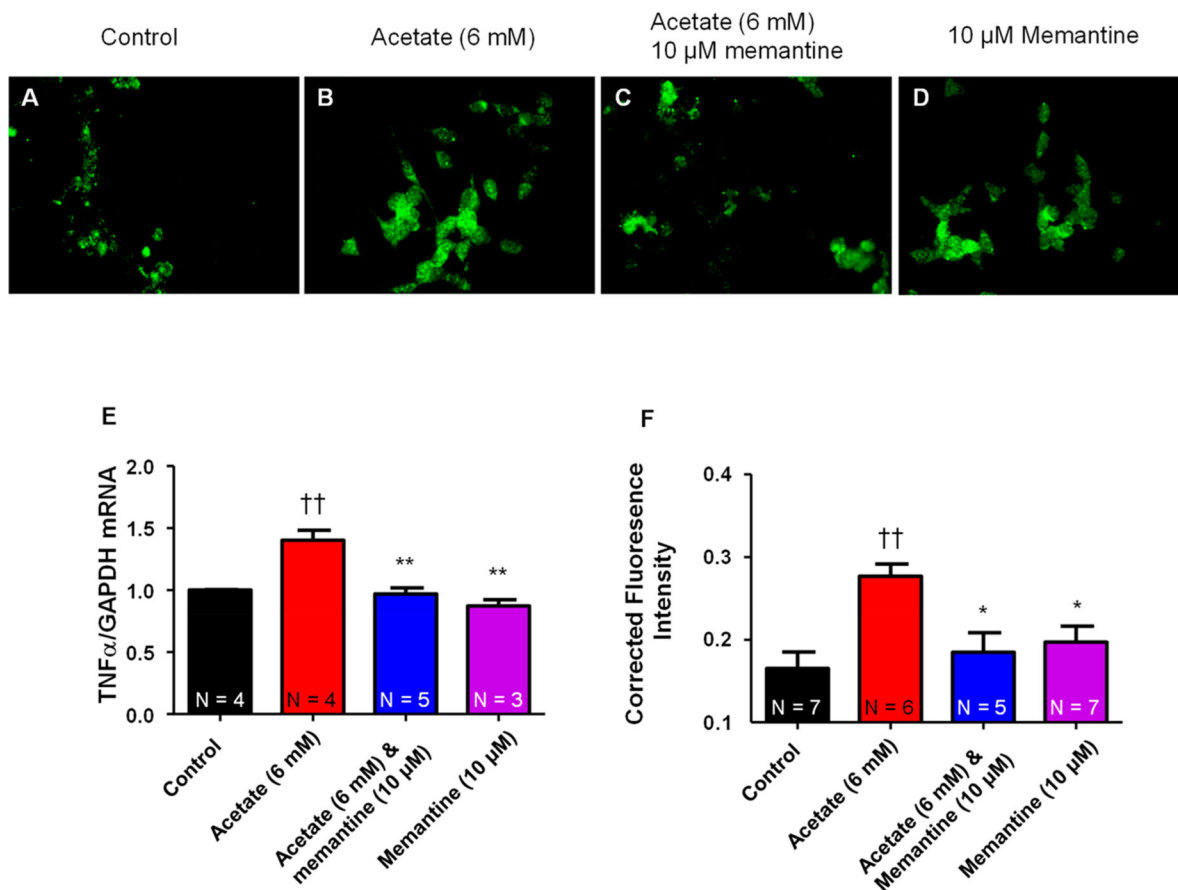 Control
Acetate (6 mM)
Acetate (6 mM)
10 µM memantine
10 µM Memantine
A
B
C
D
E
TNFα/GAPDH mRNA
2.0
1.5
1.0
0.5
0.0
††
**
**
N = 4
N = 4
N = 5
N = 3
Control
Acetate (6 mM)
Acetate (6 mM) &
memantine (10 µM)
Memantine (10 µM)
F
Corrected Fluoresence
Intensity
0.4
0.3
0.2
0.1
††
*
*
N = 7
N = 6
N = 5
N = 7
Control
Acetate (6 mM)
Acetate (6 mM) &
Memantine (10 µM)
Memantine (10 µM)